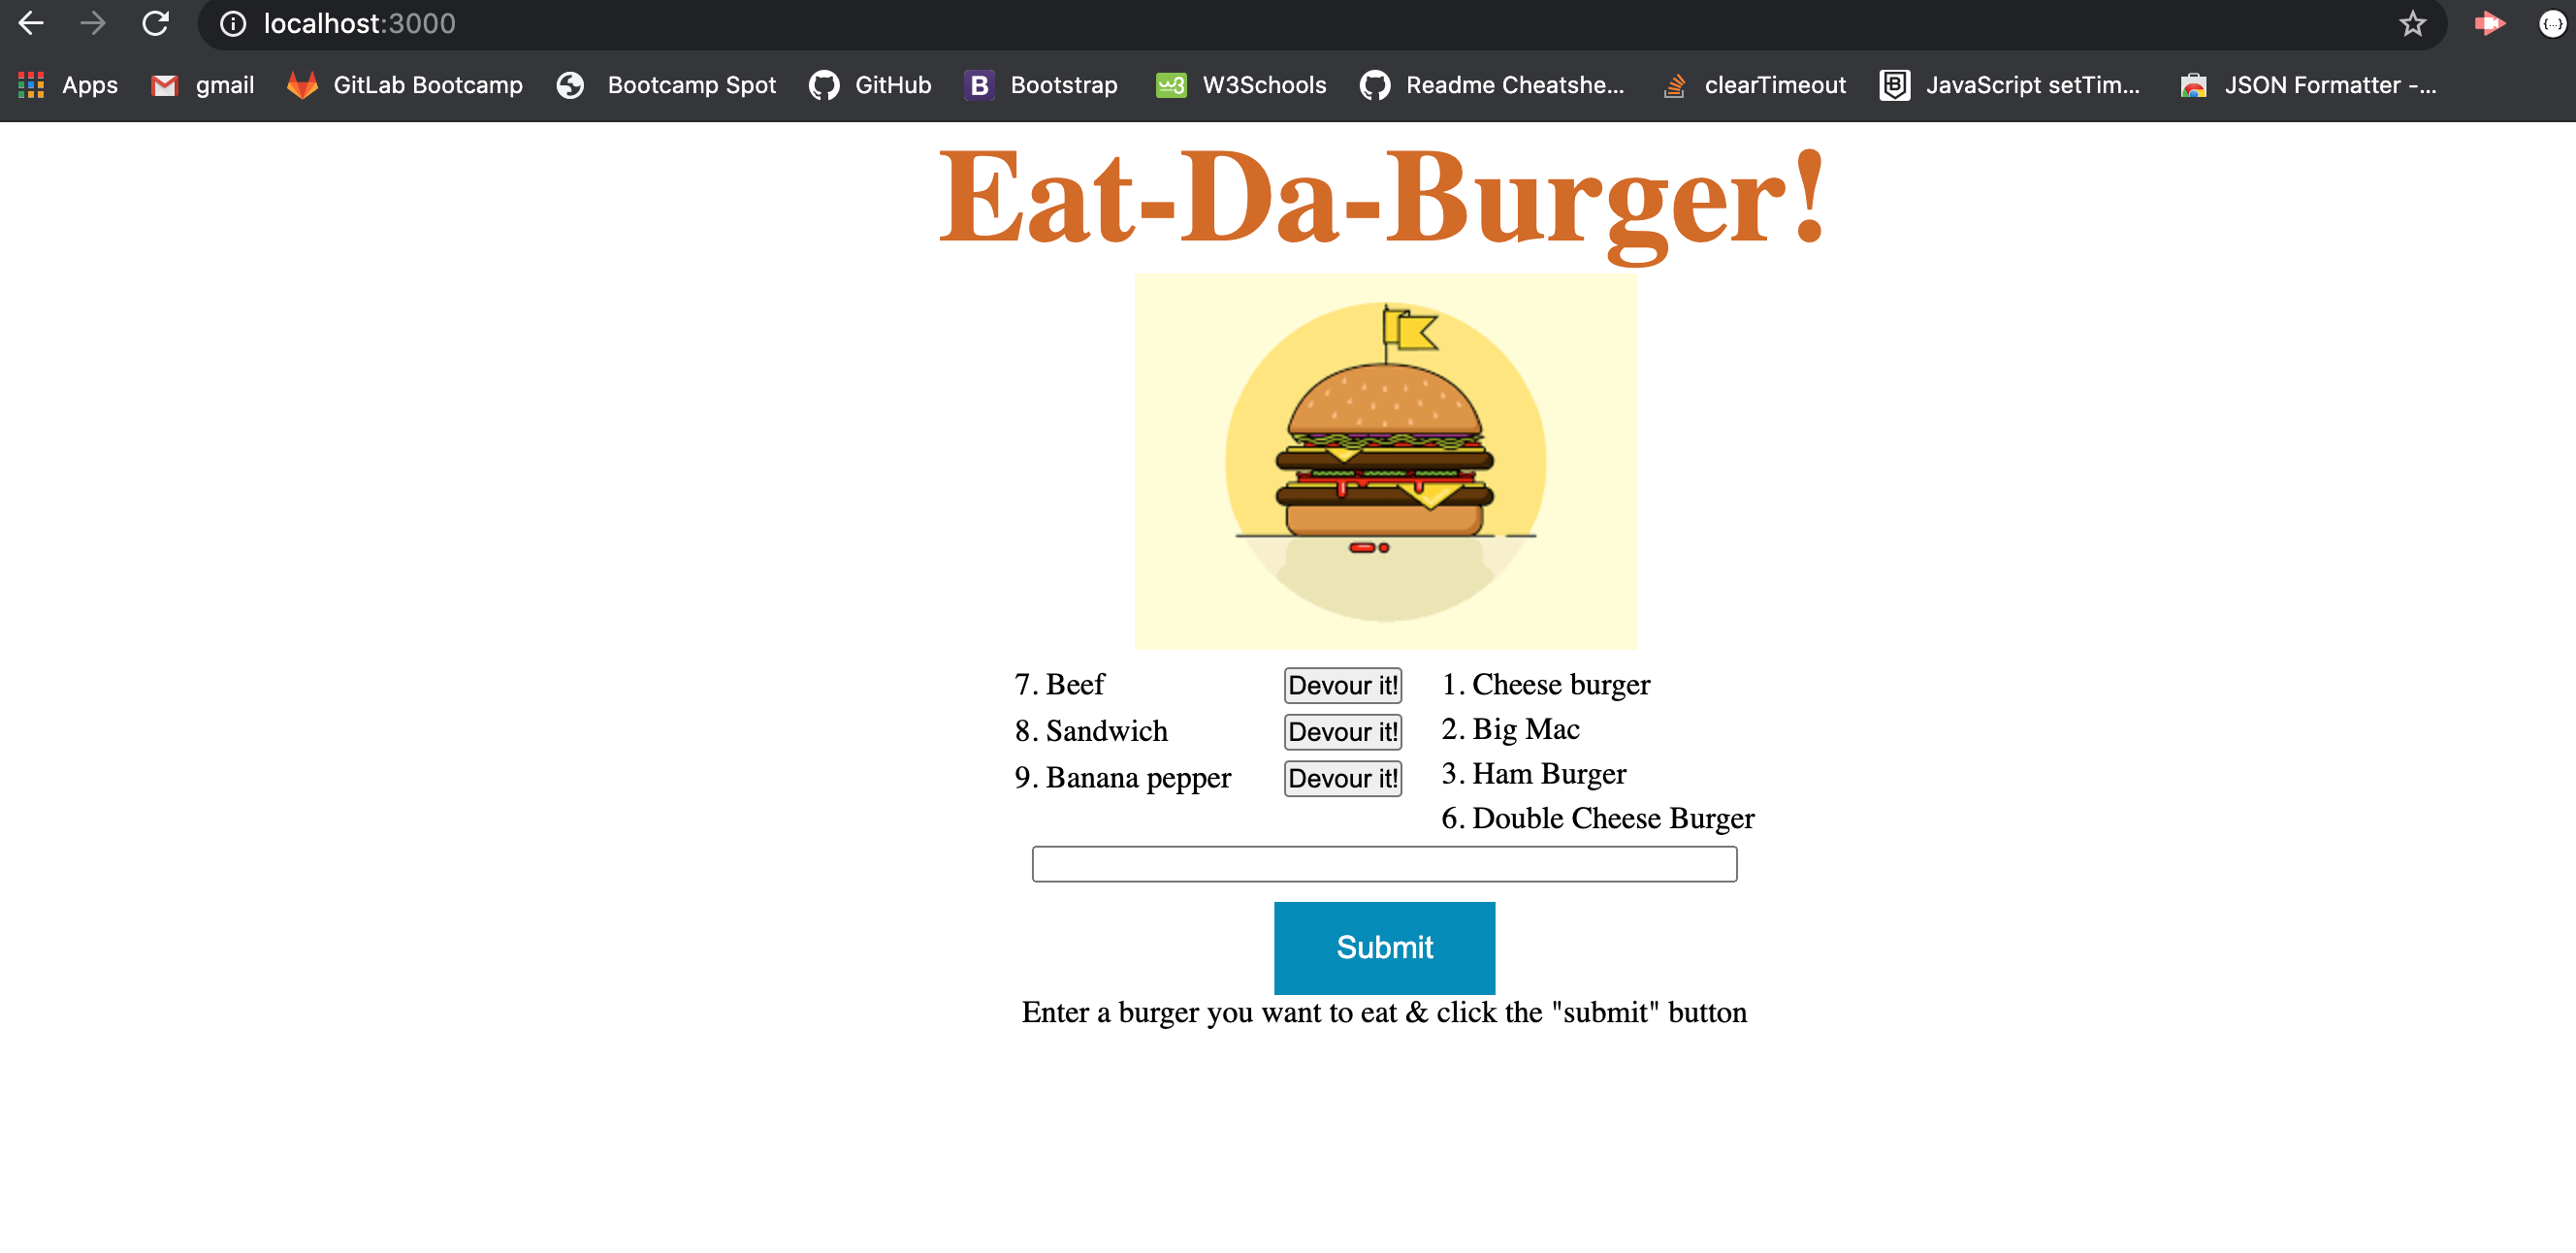 localhost:3000
Apps gmail GitLab Bootcamp Bootcamp Spot GitHub B Bootstrap w3 W3Schools Readme Cheatshe... clearTimeout B JavaScript setTim... JSON Formatter -...
Eat-Da-Burger!
7. Beef Devour it!
8. Sandwich Devour it!
9. Banana pepper Devour it!
1. Cheese burger
2. Big Mac
3. Ham Burger
6. Double Cheese Burger
Submit
Enter a burger you want to eat & click the "submit" button